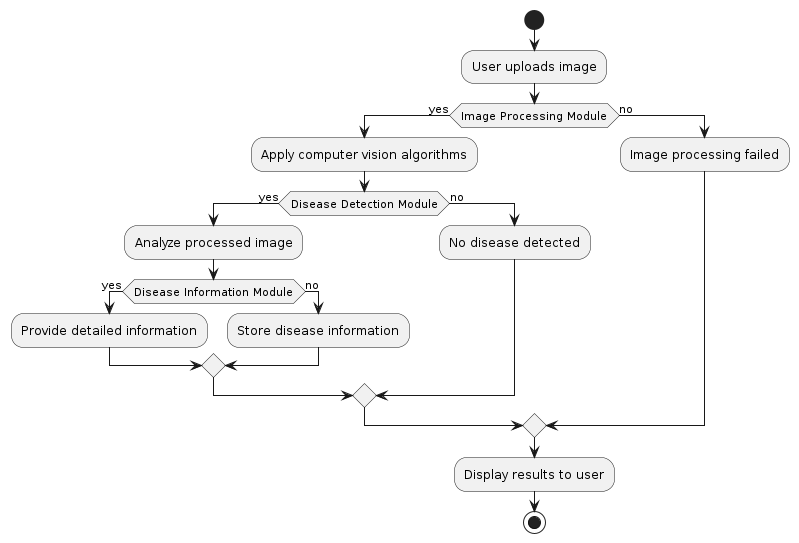 User uploads image
yes
Image Processing Module
no
Apply computer vision algorithms
Image processing failed
yes
Disease Detection Module
no
Analyze processed image
No disease detected
yes
Disease Information Module
no
Provide detailed information
Store disease information
Display results to user